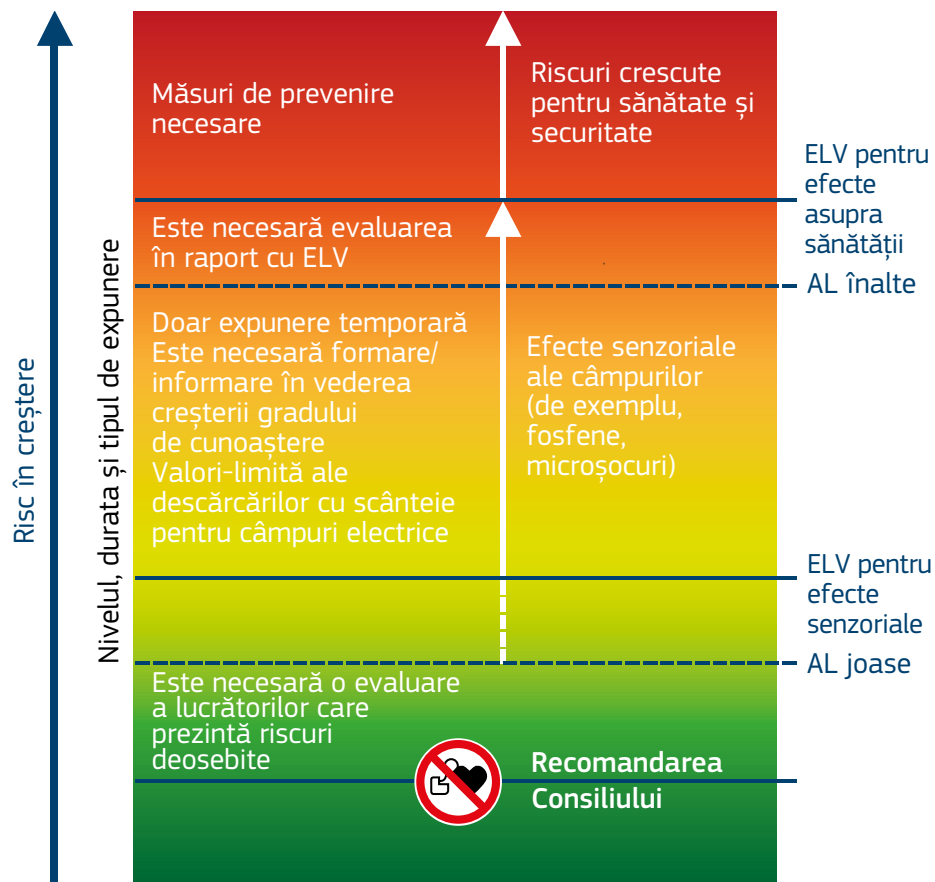 Risc în creștere
Nivelul, durata și tipul de expunere
Măsuri de prevenire
necesare
Riscuri crescute
pentru sănătate și
securitate
ELV pentru
efecte
asupra
sănătății
Este necesară evaluarea
în raport cu ELV
AL înalte
Doar expunere temporară
Este necesară formare/
informare în vederea
creșterii gradului
de cunoaștere
Valori-limită ale
descărcărilor cu scânteie
pentru câmpuri electrice
Efecte senzoriale
ale câmpurilor
(de exemplu,
fosfene,
microșocuri)
ELV pentru
efecte
senzoriale
AL joase
Este necesară o evaluare
a lucrătorilor care
prezintă riscuri
deosebite
Recomandarea
Consiliului